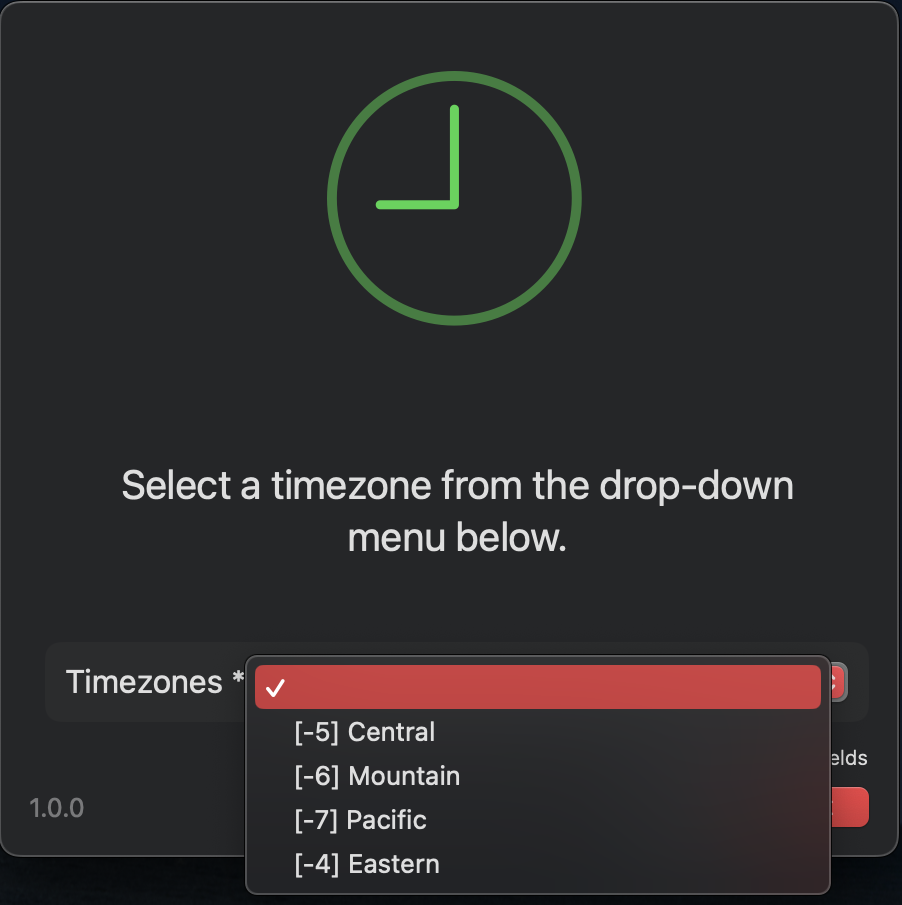 Select a timezone from the drop-down
menu below.
Timezones *
[-5] Central
[-6] Mountain
[-7] Pacific
[-4] Eastern
1.0.0